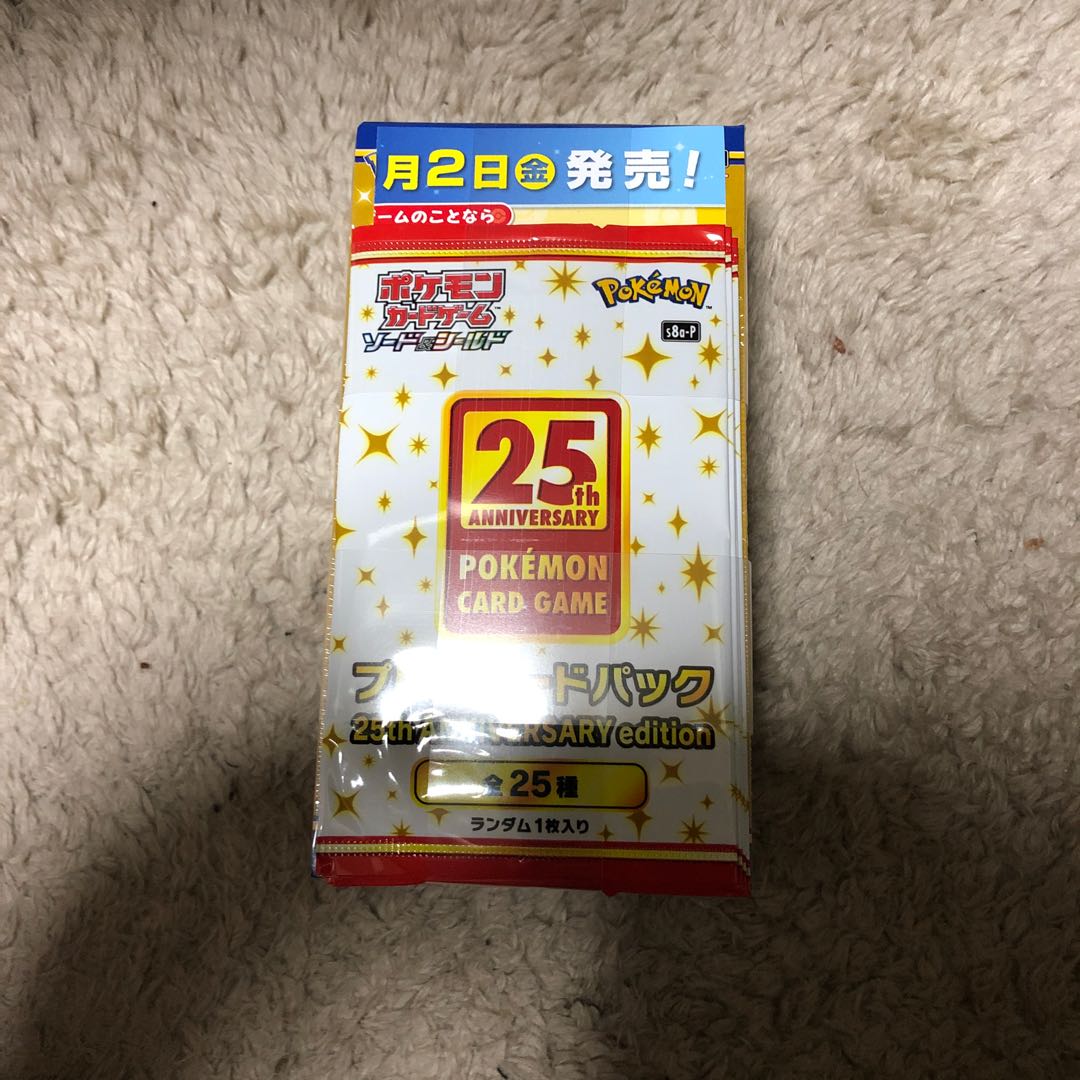 月2日金発売!
ームのことなら
ポケモン
カードゲーム
ソード&シールド
POKéMON
s8a-P
25th
ANNIVERSARY
POKÉMON
CARD GAME
ードパック
25th ANNIVERSARY edition
全25種
ランダム1枚入り